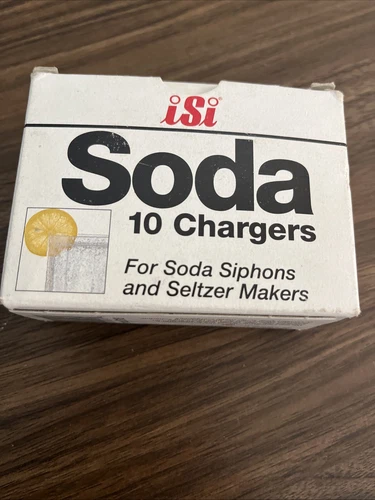 iSi®
Soda
10 Chargers
For Soda Siphons
and Seltzer Makers